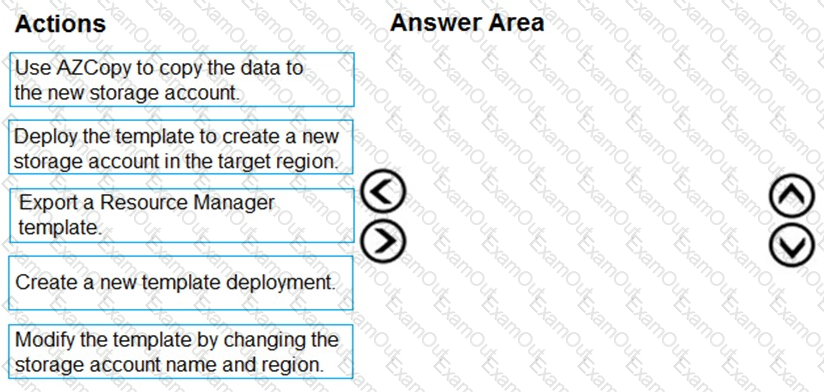 Actions
Answer Area
Use AZCopy to copy the data to
the new storage account.
Deploy the template to create a new
storage account in the target region.
Export a Resource Manager
template.
Create a new template deployment.
Modify the template by changing the
storage account name and region.